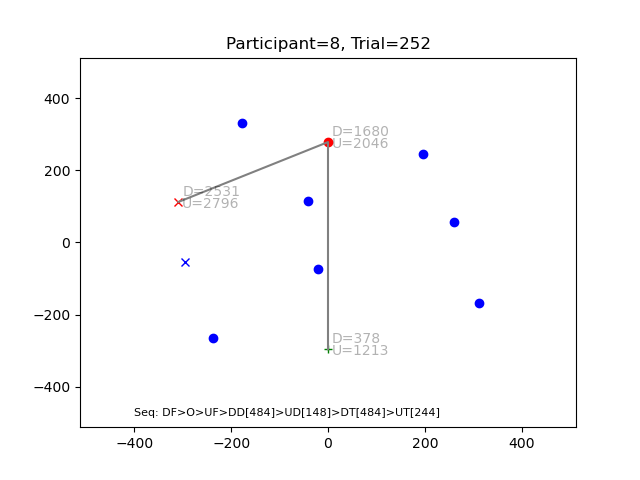 Participant=8, Trial=252
D=1680
U=2046
D=2531
U=2796
D=378
U=1213
Seq: DF>O>UF>DD[484]>UD[148]>DT[484]>UT[244]
400
200
0
−200
−400
−400 −200 0 200 400